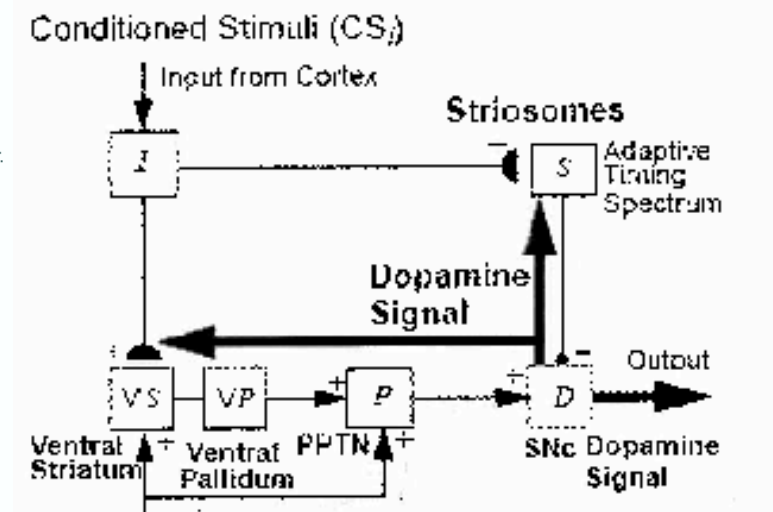 Conditioned Stimuli (CSi)
Input from Cortex
Striosomes
I
S
Adaptive
Timing
Spectrum
Dopamine
Signal
Output
VS
VP
P
D
Ventral
Striatum
Ventral
Pallidum
PPTN
SNc Dopamine
Signal